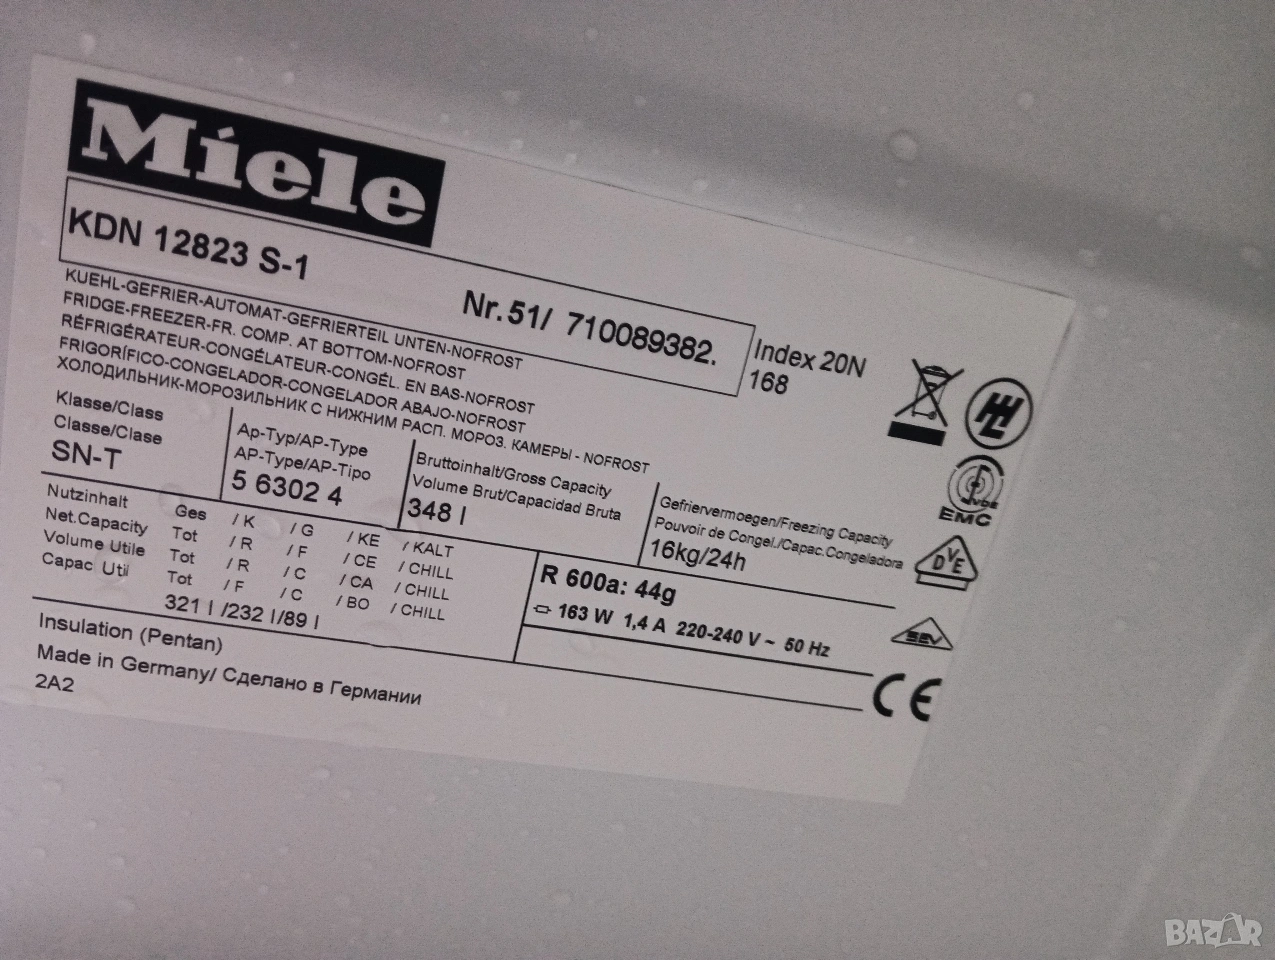 Miele
KDN 12823 S-1
Nr. 51/ 710089382.
Index 20N
168
KUEHL-GEFRIER-AUTOMAT-GEFRIERTEIL UNTEN-NOFROST
FRIDGE-FREEZER-FR. COMP. AT BOTTOM-NOFROST
RÉFRIGÉRATEUR-CONGÉLATEUR-CONGÉL. EN BAS-NOFROST
FRIGORÍFICO-CONGELADOR-CONGELADOR ABAJO-NOFROST
ХОЛОДИЛЬНИК-МОРОЗИЛЬНИК С НИЖНИМ РАСП. МОРОЗ. КАМЕРЫ - NOFROST
Klasse/Class
Classe/Clase
SN-T
Ap-Typ/AP-Type
AP-Type/AP-Tipo
5 6302 4
Bruttoinhalt/Gross Capacity
Volume Brut/Capacidad Bruta
348 l
Gefriervermoegen/Freezing Capacity
Pouvoir de Congel./Capac.Congeladora
16kg/24h
Nutzinhalt Ges / K / G / KE / KALT
Net.Capacity Tot / R / F / CE / CHILL
Volume Utile Tot / R / C / CA / CHILL
Capac Util Tot / F / C / BO / CHILL
321 l /232 l /89 l
R 600a: 44g
163 W 1,4 A 220-240 V ~ 50 Hz
Insulation (Pentan)
Made in Germany/ Сделано в Германии
2A2
VDE
EMC
DVE
SEV
CE
BAZAR